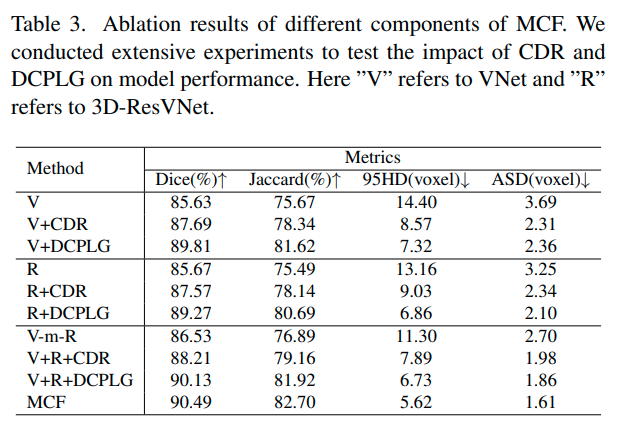 Table 3. Ablation results of different components of MCF. We
conducted extensive experiments to test the impact of CDR and
DCPLG on model performance. Here ”V” refers to VNet and ”R”
refers to 3D-ResVNet.
Method Metrics
Dice(%)↑ Jaccard(%)↑ 95HD(voxel)↓ ASD(voxel)↓
V 85.63 75.67 14.40 3.69
V+CDR 87.69 78.34 8.57 2.31
V+DCPLG 89.81 81.62 7.32 2.36
R 85.67 75.49 13.16 3.25
R+CDR 87.57 78.14 9.03 2.34
R+DCPLG 89.27 80.69 6.86 2.10
V-m-R 86.53 76.89 11.30 2.70
V+R+CDR 88.21 79.16 7.89 1.98
V+R+DCPLG 90.13 81.92 6.73 1.86
MCF 90.49 82.70 5.62 1.61